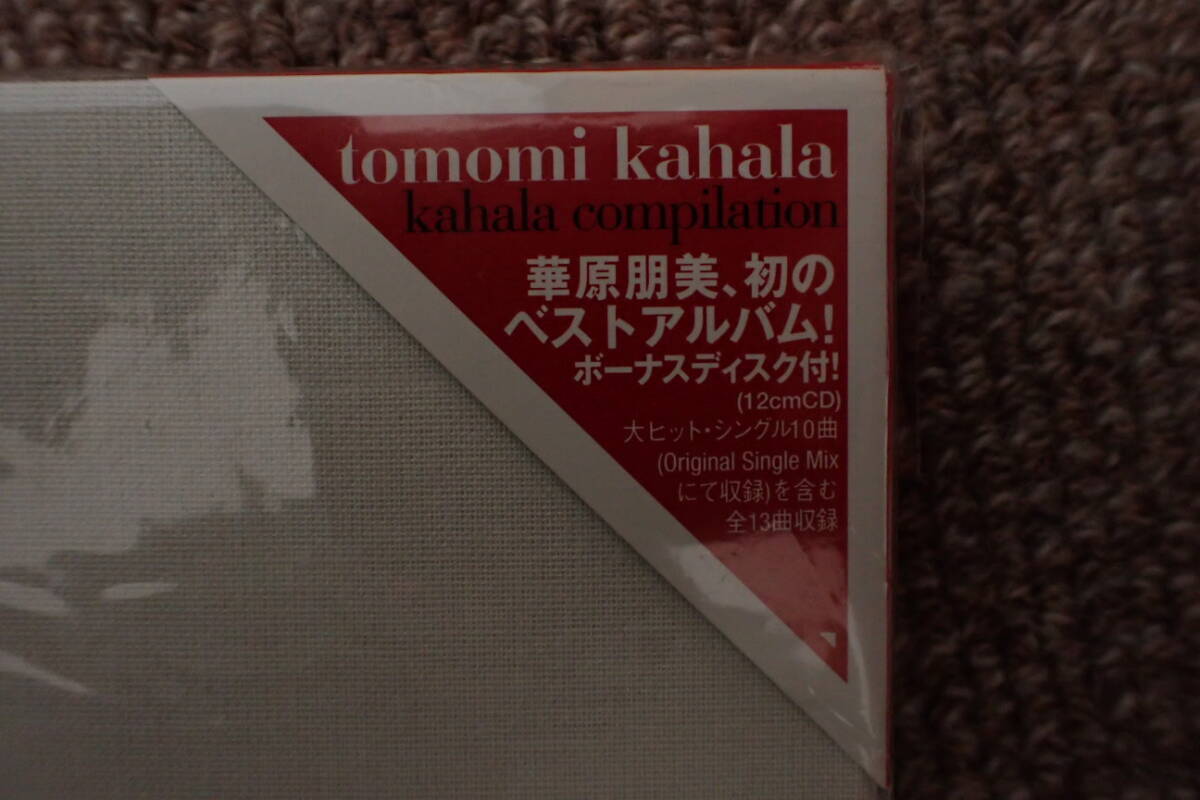 tomomi kahala
kahala compilation
華原朋美、初の
ベストアルバム!
ボーナスディスク付!
(12cmCD)
大ヒット・シングル10曲
(Original Single Mix
にて収録)を含む
全13曲収録